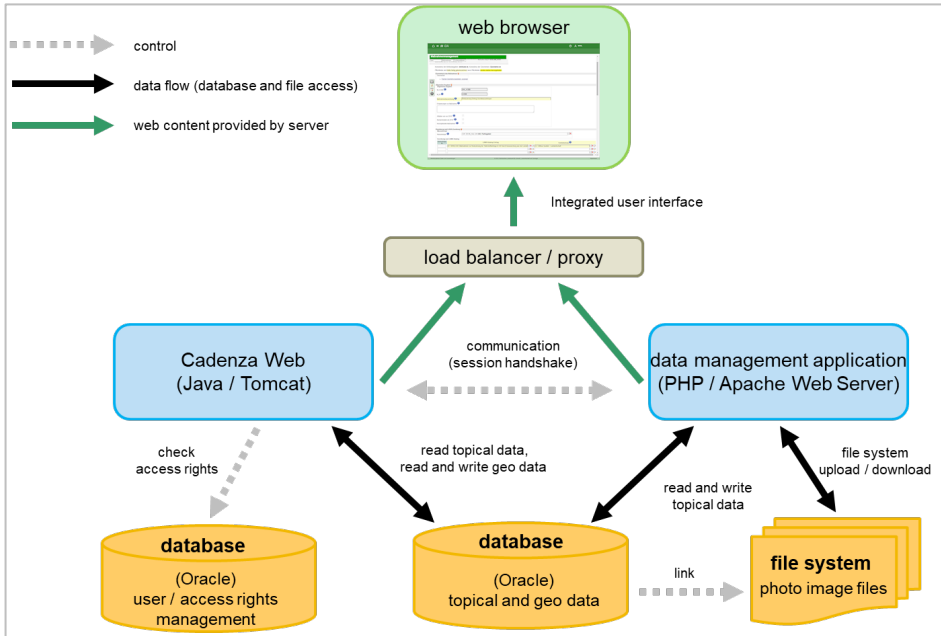 web browser
control
data flow (database and file access)
web content provided by server
Integrated user interface
load balancer / proxy
Cadenza Web
(Java / Tomcat)
communication
(session handshake)
data management application
(PHP / Apache Web Server)
check
access rights
read topical data,
read and write geo data
read and write
topical data
file system
upload / download
database
(Oracle)
user / access rights
management
database
(Oracle)
topical and geo data
link
file system
photo image files